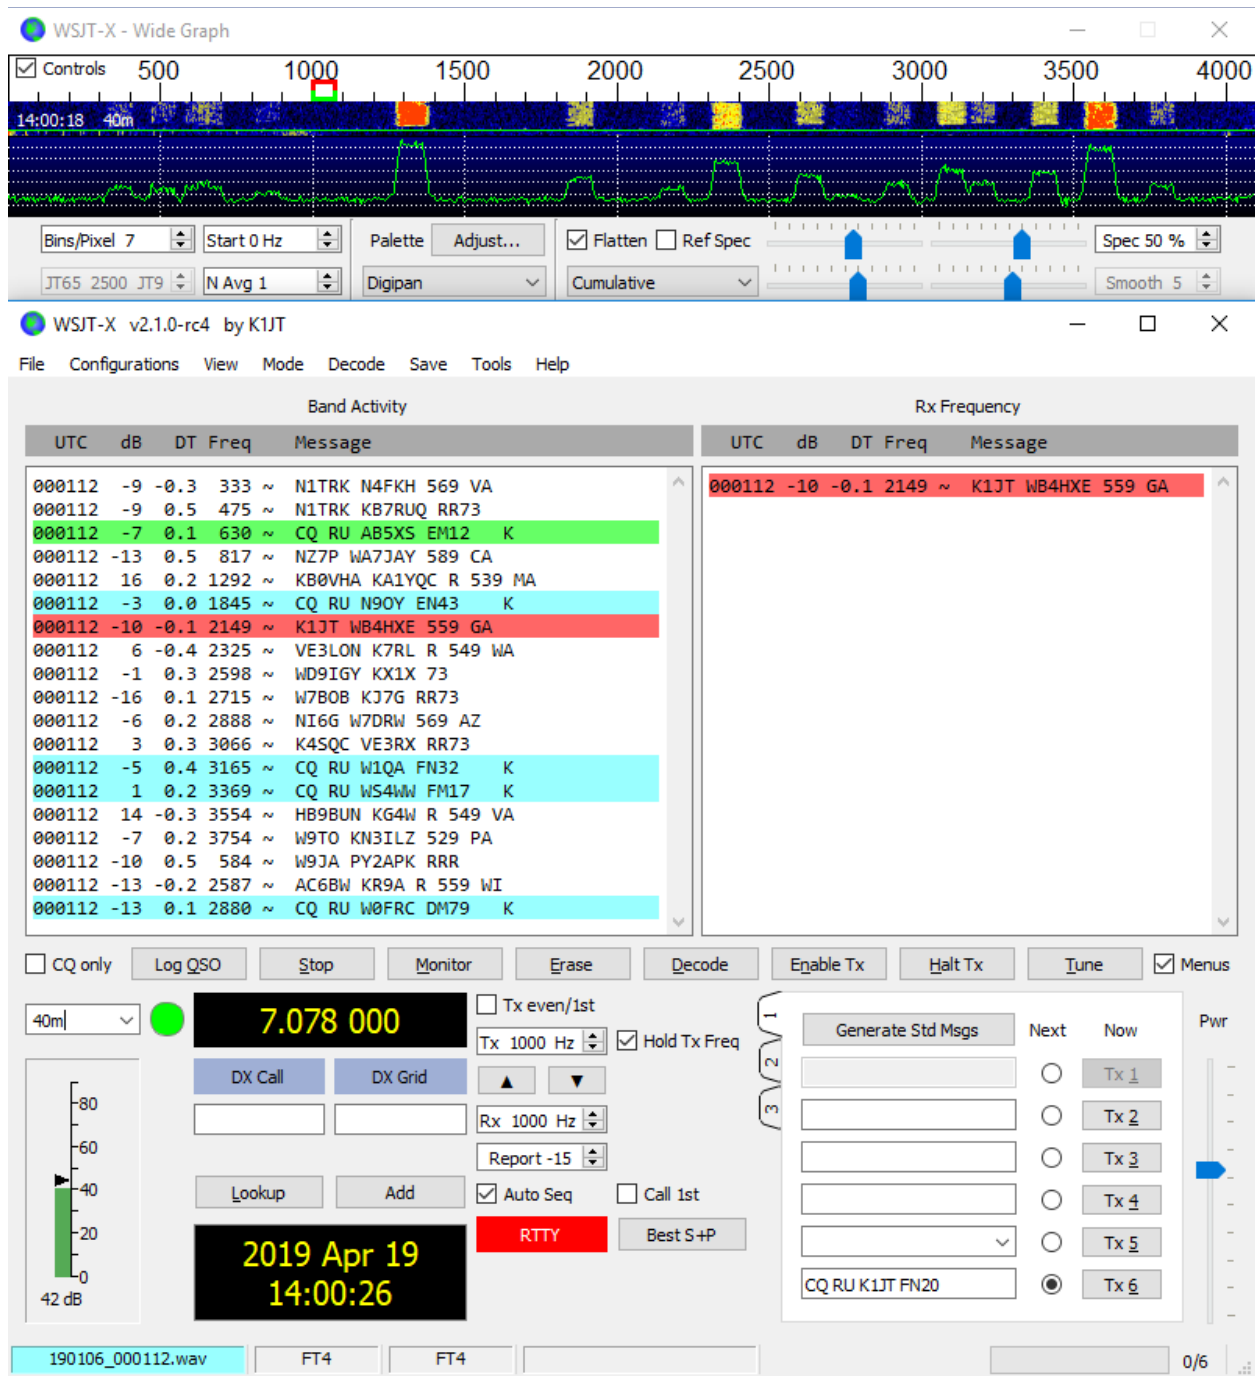 WSJT-X - Wide Graph
Controls 500 1000 1500 2000 2500 3000 3500 4000
14:00:18 40m
Bins/Pixel 7 Start 0 Hz Palette Adjust... Flatten Ref Spec Spec 50 %
JT65 2500 JT9 N Avg 1 Digipan Cumulative Smooth 5
WSJT-X v2.1.0-rc4 by K1JT
File Configurations View Mode Decode Save Tools Help
Band Activity
UTC dB DT Freq Message
000112 -9 -0.3 333 ~ N1TRK N4FKH 569 VA
000112 -9 0.5 475 ~ N1TRK KB7RUQ RR73
000112 -7 0.1 630 ~ CQ RU AB5XS EM12 K
000112 -13 0.5 817 ~ NZ7P WA7JAY 589 CA
000112 16 0.2 1292 ~ KB0VHA KA1YQC R 539 MA
000112 -3 0.0 1845 ~ CQ RU N9OY EN43 K
000112 -10 -0.1 2149 ~ K1JT WB4HXE 559 GA
000112 6 -0.4 2325 ~ VE3LON K7RL R 549 WA
000112 -1 0.3 2598 ~ WD9IGY KX1X 73
000112 -16 0.1 2715 ~ W7BOB KJ7G RR73
000112 -6 0.2 2888 ~ NI6G W7DRW 569 AZ
000112 3 0.3 3066 ~ K4SQC VE3RX RR73
000112 -5 0.4 3165 ~ CQ RU W1QA FN32 K
000112 1 0.2 3369 ~ CQ RU WS4WW FM17 K
000112 14 -0.3 3554 ~ HB9BUN KG4W R 549 VA
000112 -7 0.2 3754 ~ W9TO KN3ILZ 529 PA
000112 -10 0.5 584 ~ W9JA PY2APK RRR
000112 -13 -0.2 2587 ~ AC6BW KR9A R 559 WI
000112 -13 0.1 2880 ~ CQ RU W0FRC DM79 K
Rx Frequency
UTC dB DT Freq Message
000112 -10 -0.1 2149 ~ K1JT WB4HXE 559 GA
CQ only Log QSO Stop Monitor Erase Decode Enable Tx Halt Tx Tune Menus
40m
7.078 000
DX Call DX Grid
Lookup Add
2019 Apr 19
14:00:26
-80
-60
-40
-20
-0
42 dB
Tx even/1st
Tx 1000 Hz Hold Tx Freq
▲ ▼
Rx 1000 Hz
Report -15
Auto Seq Call 1st
RTTY Best S+P
1
2
3
Generate Std Msgs Next Now
Tx 1
Tx 2
Tx 3
Tx 4
Tx 5
CQ RU K1JT FN20 Tx 6
Pwr
190106_000112.wav FT4 FT4 0/6